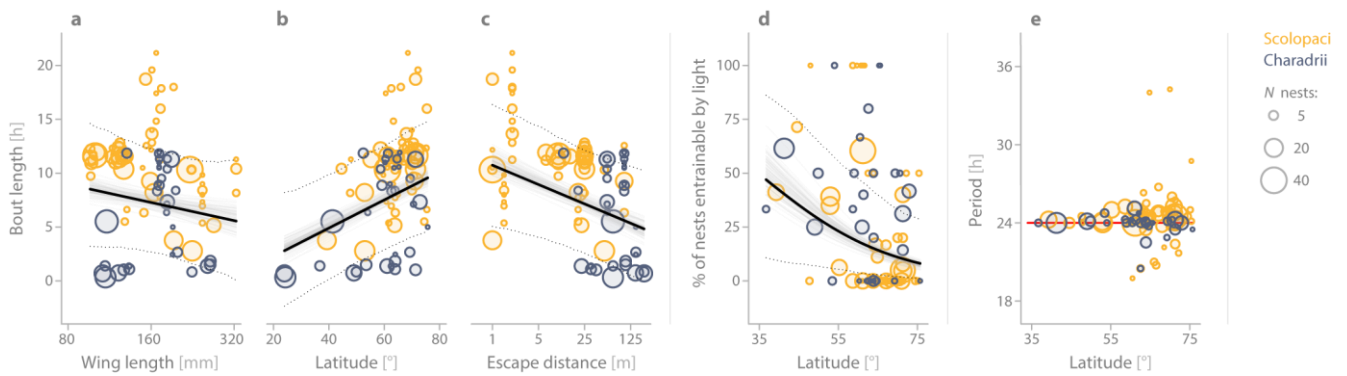 a
b
c
d
e
Bout length [h]
20
15
10
5
0
80
160
320
Wing length [mm]
20
40
60
80
Latitude [°]
1
5
25
125
Escape distance [m]
% of nests entrainable by light
100
75
50
25
0
35
55
75
Latitude [°]
Period [h]
36
30
24
18
35
55
75
Latitude [°]
Scolopaci
Charadrii
N nests:
5
20
40